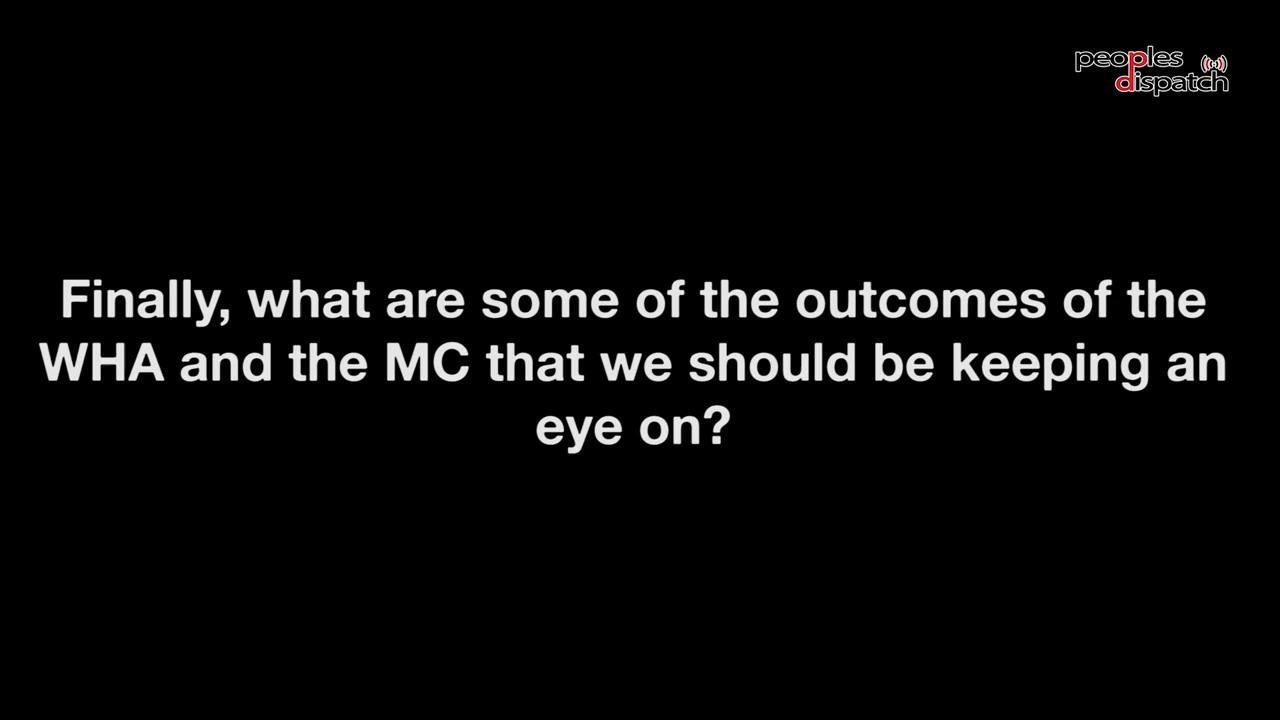 peoples
dispatch
Finally, what are some of the outcomes of the
WHA and the MC that we should be keeping an
eye on?